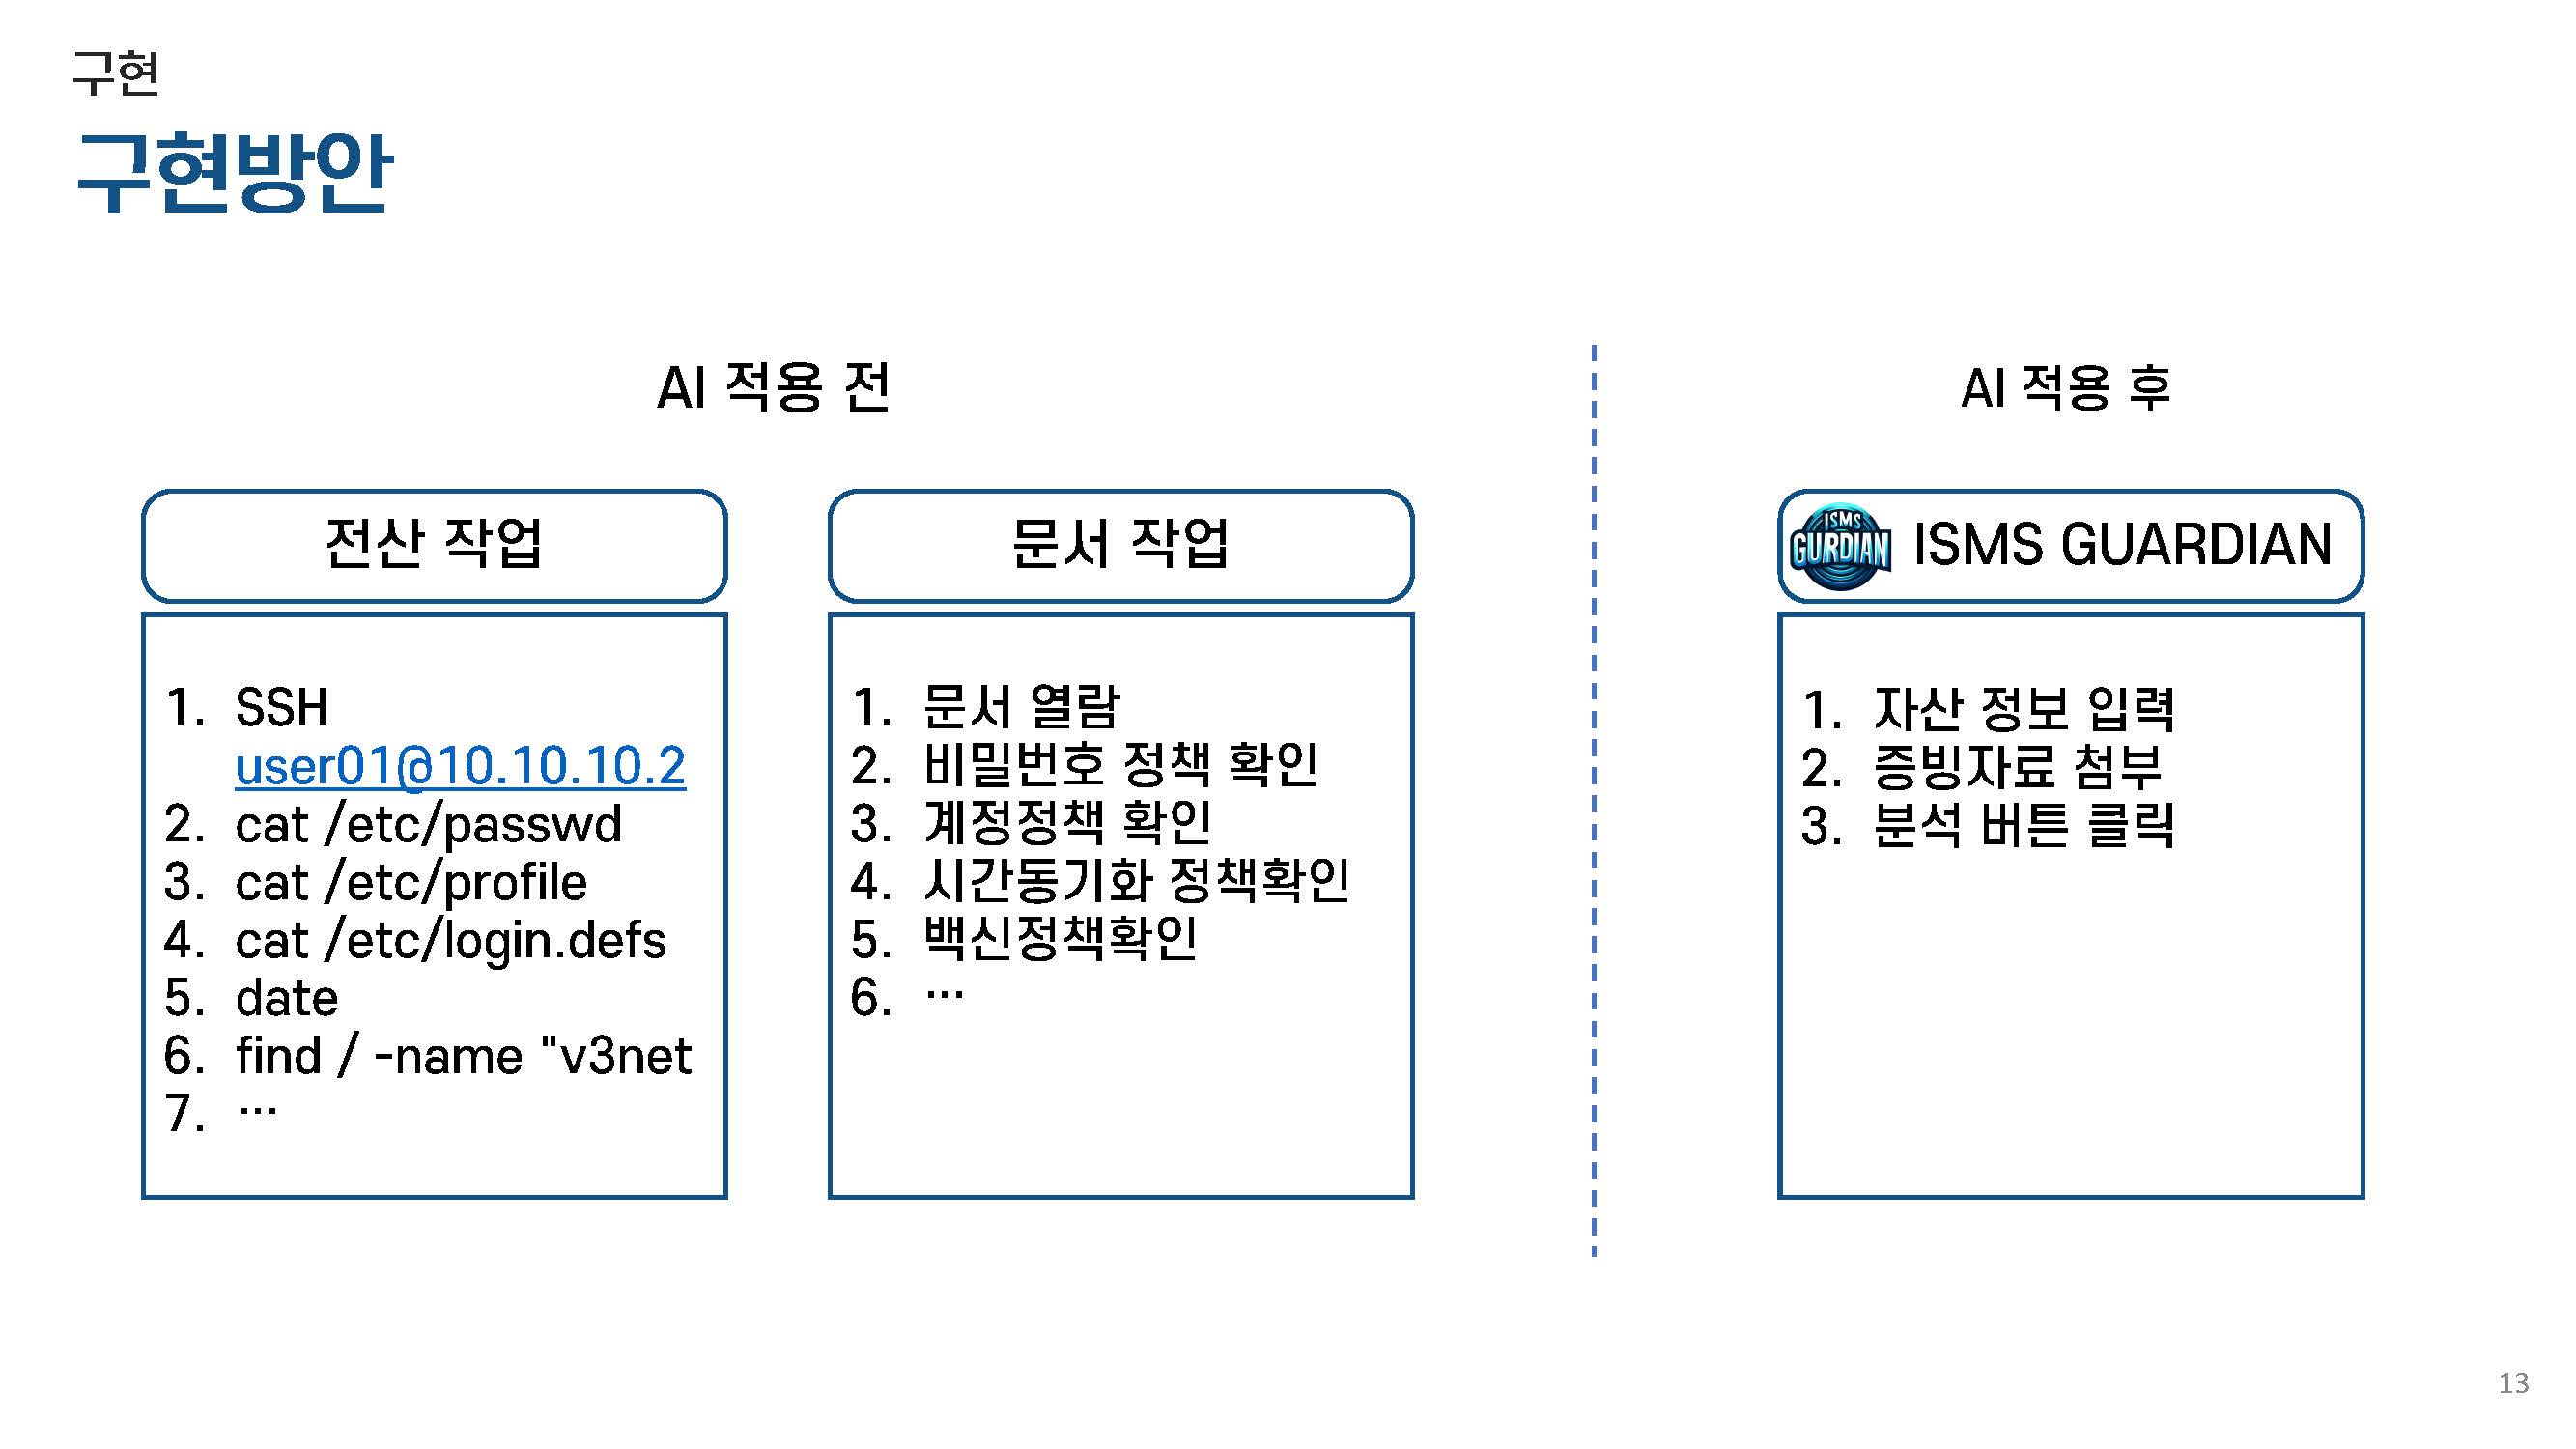 구현
구현방안
AI 적용 전
AI 적용 후
전산 작업
1. SSH
user01@10.10.10.2
2. cat /etc/passwd
3. cat /etc/profile
4. cat /etc/login.defs
5. date
6. find / -name "v3net
7. …
문서 작업
1. 문서 열람
2. 비밀번호 정책 확인
3. 계정정책 확인
4. 시간동기화 정책확인
5. 백신정책확인
6. …
ISMS
GURDIAN
ISMS GUARDIAN
1. 자산 정보 입력
2. 증빙자료 첨부
3. 분석 버튼 클릭
13